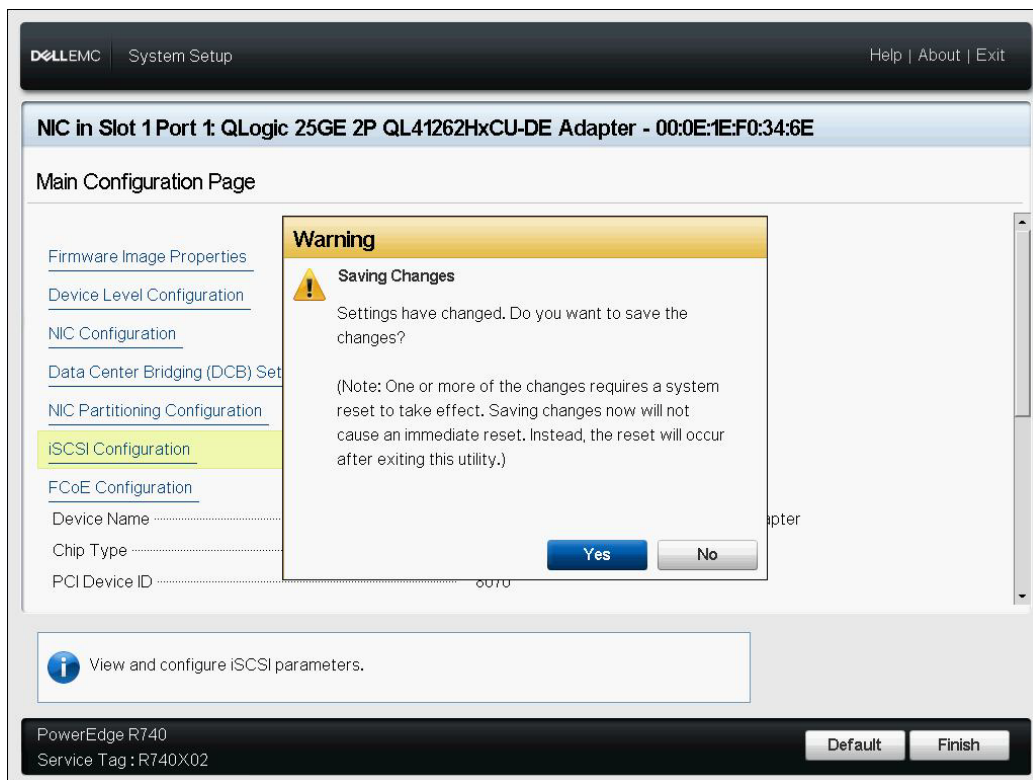 DELLEMC System Setup Help | About | Exit
NIC in Slot 1 Port 1: QLogic 25GE 2P QL41262HxCU-DE Adapter - 00:0E:1E:F0:34:6E
Main Configuration Page
Firmware Image Properties
Device Level Configuration
NIC Configuration
Data Center Bridging (DCB) Set
NIC Partitioning Configuration
iSCSI Configuration
FCoE Configuration
Device Name
Chip Type
PCI Device ID 8070
Warning
Saving Changes
Settings have changed. Do you want to save the
changes?
(Note: One or more of the changes requires a system
reset to take effect. Saving changes now will not
cause an immediate reset. Instead, the reset will occur
after exiting this utility.)
Yes No
View and configure iSCSI parameters.
PowerEdge R740
Service Tag : R740X02
Default Finish